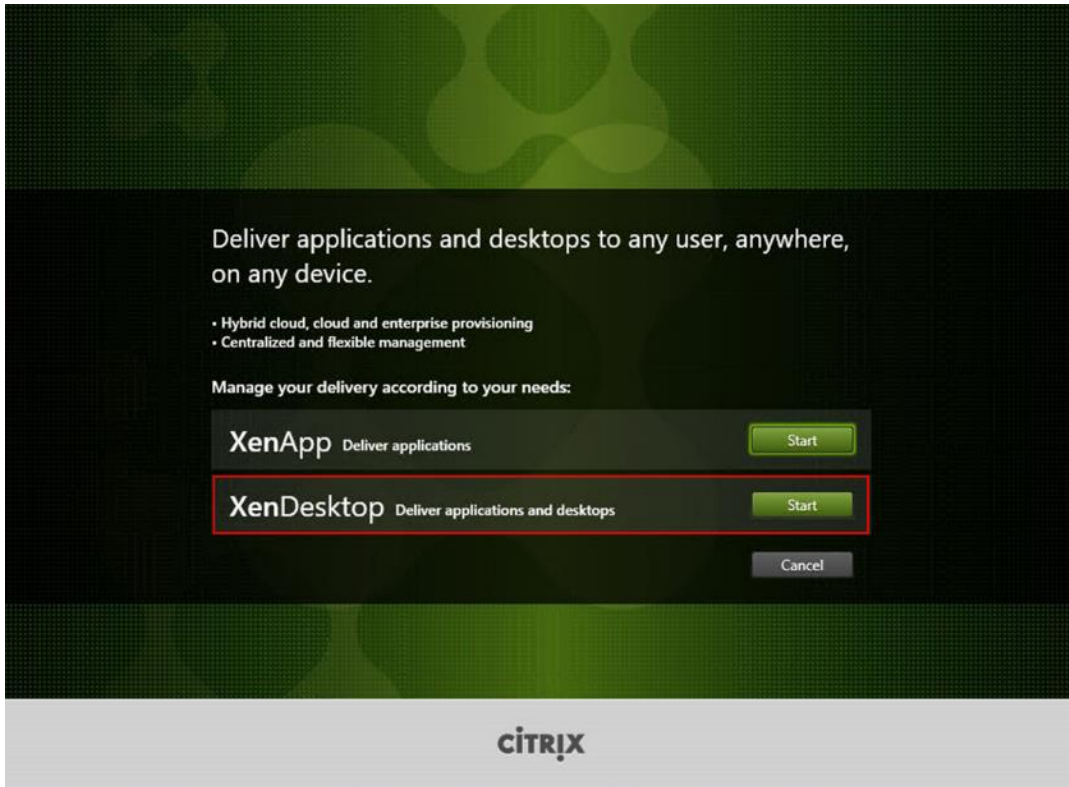 Deliver applications and desktops to any user, anywhere,
on any device.
• Hybrid cloud, cloud and enterprise provisioning
• Centralized and flexible management
Manage your delivery according to your needs:
XenApp Deliver applications Start
XenDesktop Deliver applications and desktops Start
Cancel
CİTRỊX